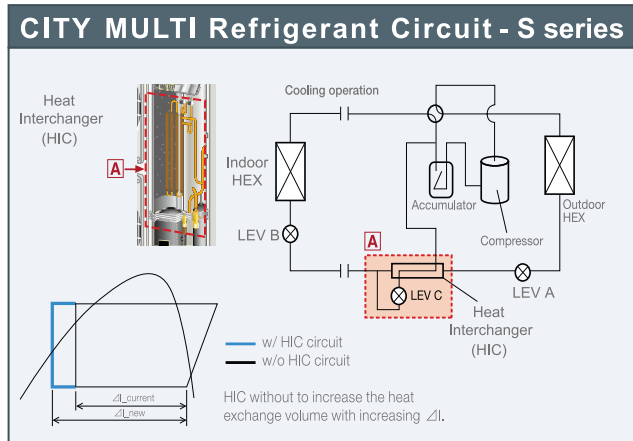 CITY MULTI Refrigerant Circuit - S series
Heat
Interchanger
(HIC)
A
Cooling operation
Indoor
HEX
LEV B
Accumulator
Compressor
Outdoor
HEX
A
LEV C
LEV A
Heat
Interchanger
(HIC)
w/ HIC circuit
w/o HIC circuit
⊿I_current
⊿I_new
HIC without to increase the heat
exchange volume with increasing ⊿I.